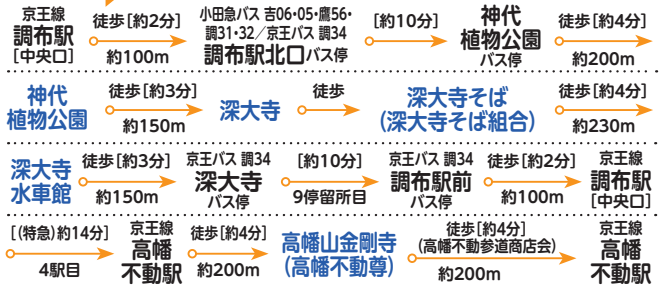 京王線
調布駅
[中央口]
徒歩[約2分]
約100m
小田急バス 吉06・05・鷹56・
調31・32／京王バス 調34
調布駅北口バス停
[約10分]
神代
植物公園
バス停
徒歩[約4分]
約200m
神代
植物公園
徒歩[約3分]
約150m
深大寺
徒歩
深大寺そば
(深大寺そば組合)
徒歩[約4分]
約230m
深大寺
水車館
徒歩[約3分]
約150m
京王バス 調34
深大寺
バス停
[約10分]
9停留所目
京王バス 調34
調布駅前
バス停
徒歩[約2分]
約100m
京王線
調布駅
[中央口]
[(特急)約14分]
4駅目
京王線
高幡
不動駅
徒歩[約4分]
約200m
高幡山金剛寺
(高幡不動尊)
徒歩[約4分]
(高幡不動参道商店会)
約200m
京王線
高幡
不動駅